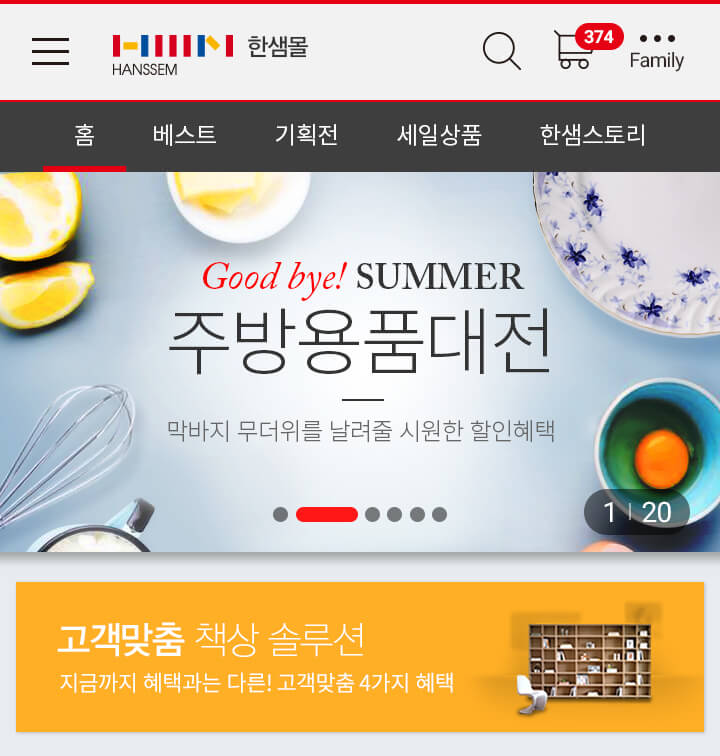 HANSSEM
한샘몰
374
Family
홈 베스트 기획전 세일상품 한샘스토리
Good bye! SUMMER
주방용품대전
막바지 무더위를 날려줄 시원한 할인혜택
1 | 20
고객맞춤 책상 솔루션
지금까지 혜택과는 다른! 고객맞춤 4가지 혜택